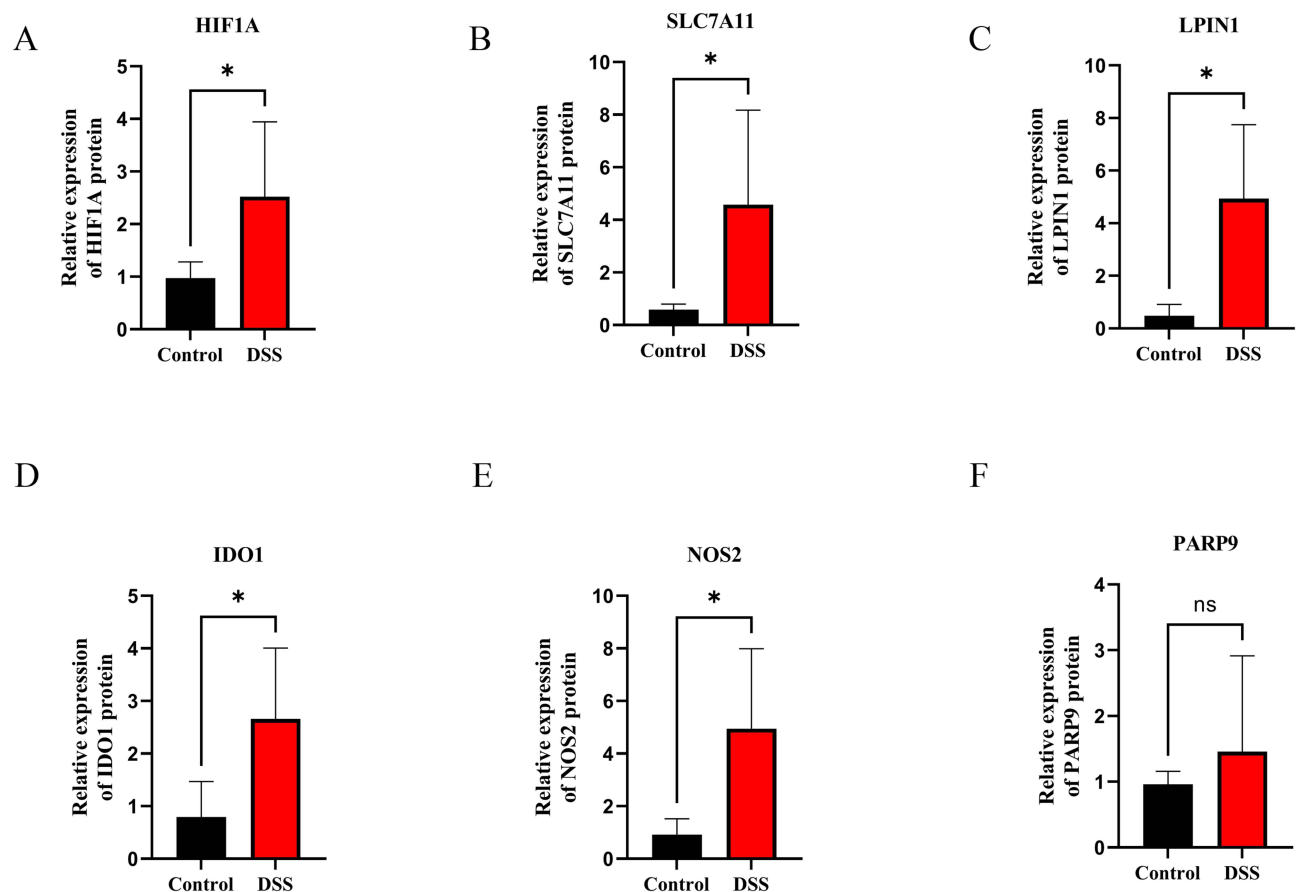 A
HIF1A
Relative expression
of HIF1A protein
5
4
3
2
1
0
*
Control
DSS
B
SLC7A11
Relative expression
of SLC7A11 protein
10
8
6
4
2
0
*
Control
DSS
C
LPIN1
Relative expression
of LPIN1 protein
10
8
6
4
2
0
*
Control
DSS
D
IDO1
Relative expression
of IDO1 protein
5
4
3
2
1
0
*
Control
DSS
E
NOS2
Relative expression
of NOS2 protein
10
8
6
4
2
0
*
Control
DSS
F
PARP9
Relative expression
of PARP9 protein
4
3
2
1
0
ns
Control
DSS